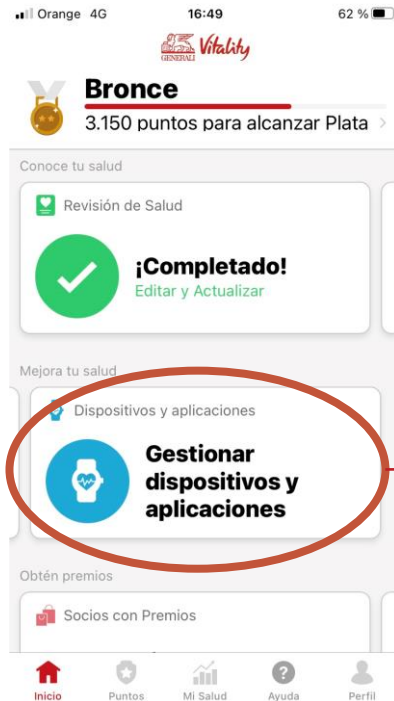 Orange 4G 16:49 62 %
GENERALI Vitality
Bronce
3.150 puntos para alcanzar Plata
Conoce tu salud
Revisión de Salud
¡Completado!
Editar y Actualizar
Mejora tu salud
Dispositivos y aplicaciones
Gestionar
dispositivos y
aplicaciones
Obtén premios
Socios con Premios
Inicio Puntos Mi Salud Ayuda Perfil